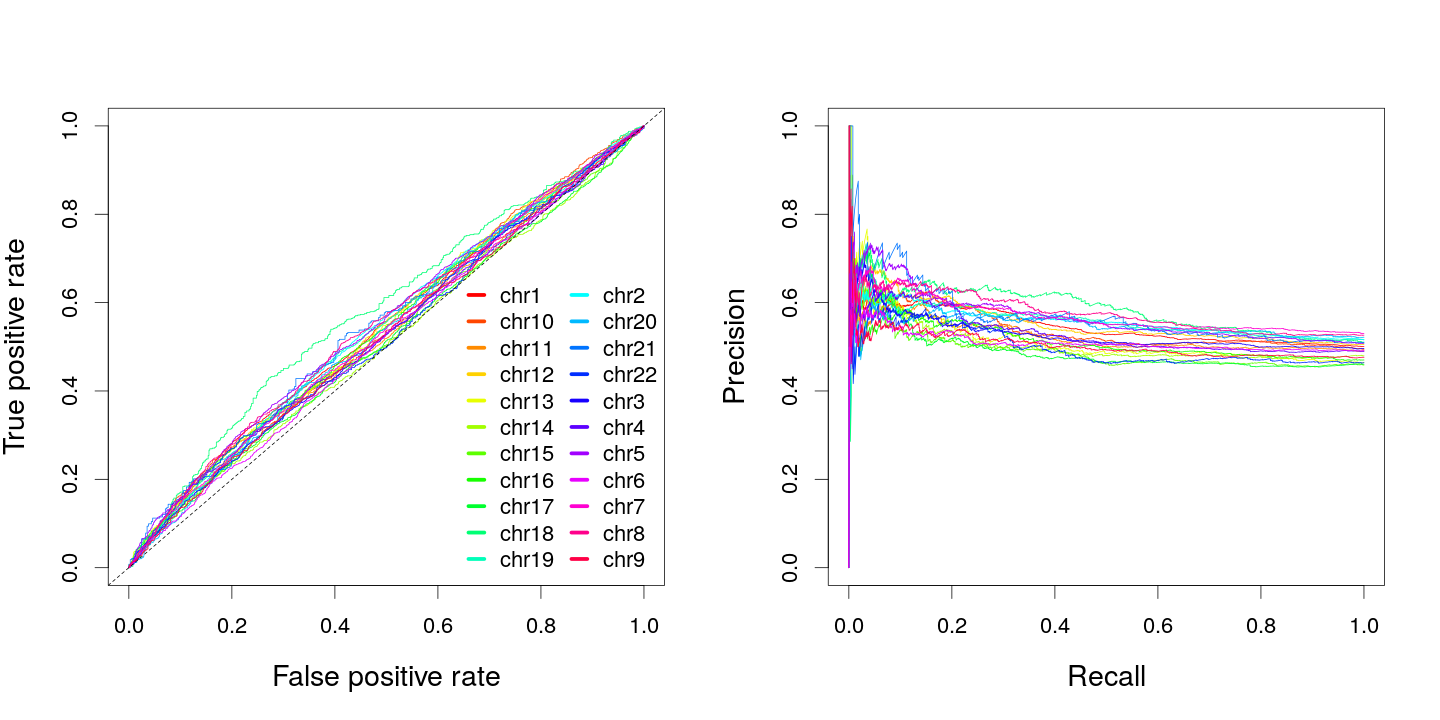 True positive rate
1.0
0.8
0.6
0.4
0.2
0.0
chr1 chr2
chr10 chr20
chr11 chr21
chr12 chr22
chr13 chr3
chr14 chr4
chr15 chr5
chr16 chr6
chr17 chr7
chr18 chr8
chr19 chr9
0.0 0.2 0.4 0.6 0.8 1.0
False positive rate
Precision
1.0
0.8
0.6
0.4
0.2
0.0
0.0 0.2 0.4 0.6 0.8 1.0
Recall